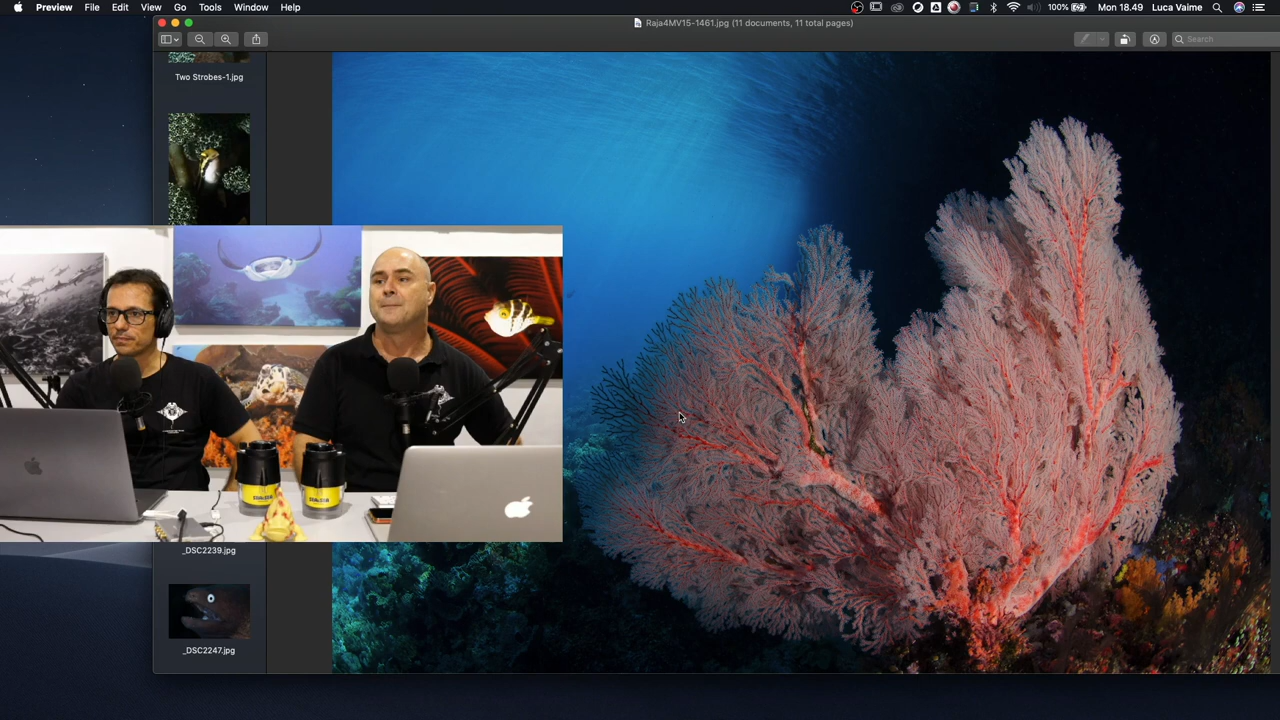 Preview File Edit View Go Tools Window Help 100% Mon 18.49 Luca Vaime
Raja4MV15-1461.jpg (11 documents, 11 total pages)
Search
Two Strobes-1.jpg
_DSC2239.jpg
_DSC2247.jpg